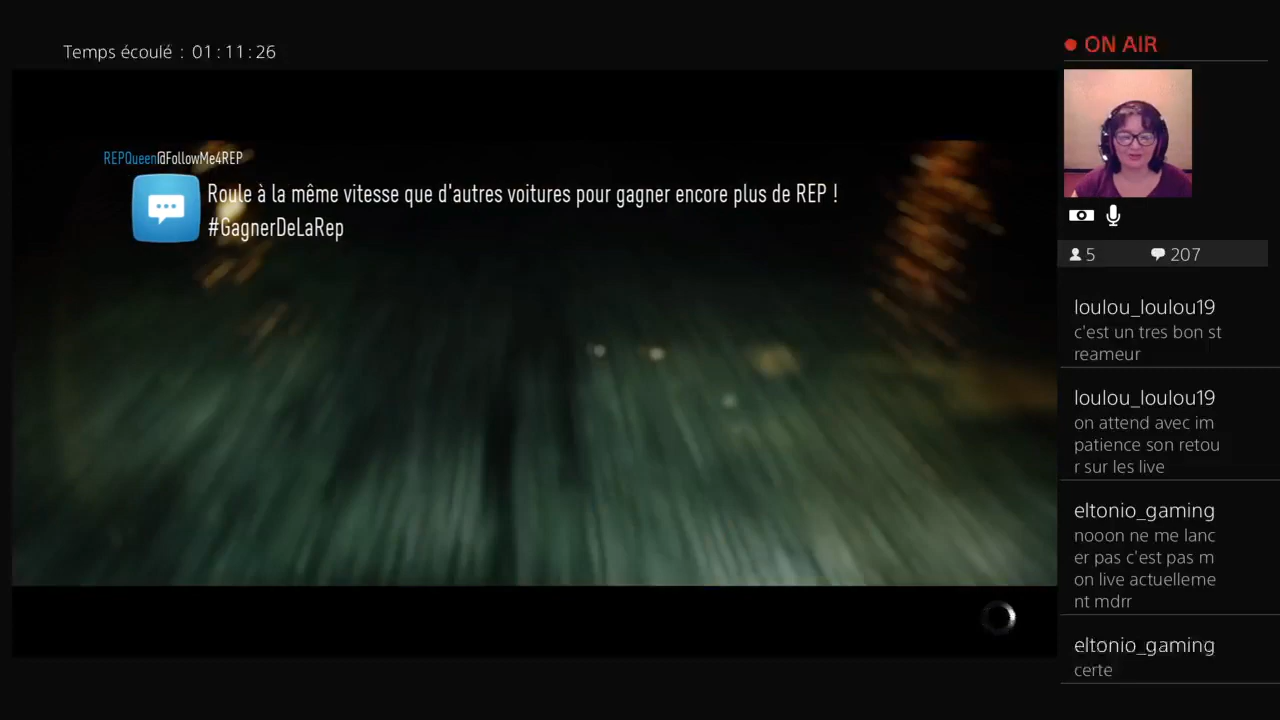 Temps écoulé : 01:11:26
ON AIR
REPQueen@FollowMe4REP
Roule à la même vitesse que d'autres voitures pour gagner encore plus de REP !
#GagnerDeLaRep
5 207
loulou_loulou19
c'est un tres bon st
reameur
loulou_loulou19
on attend avec im
patience son retou
r sur les live
eltonio_gaming
nooon ne me lanc
er pas c'est pas m
on live actuelleme
nt mdrr
eltonio_gaming
certe